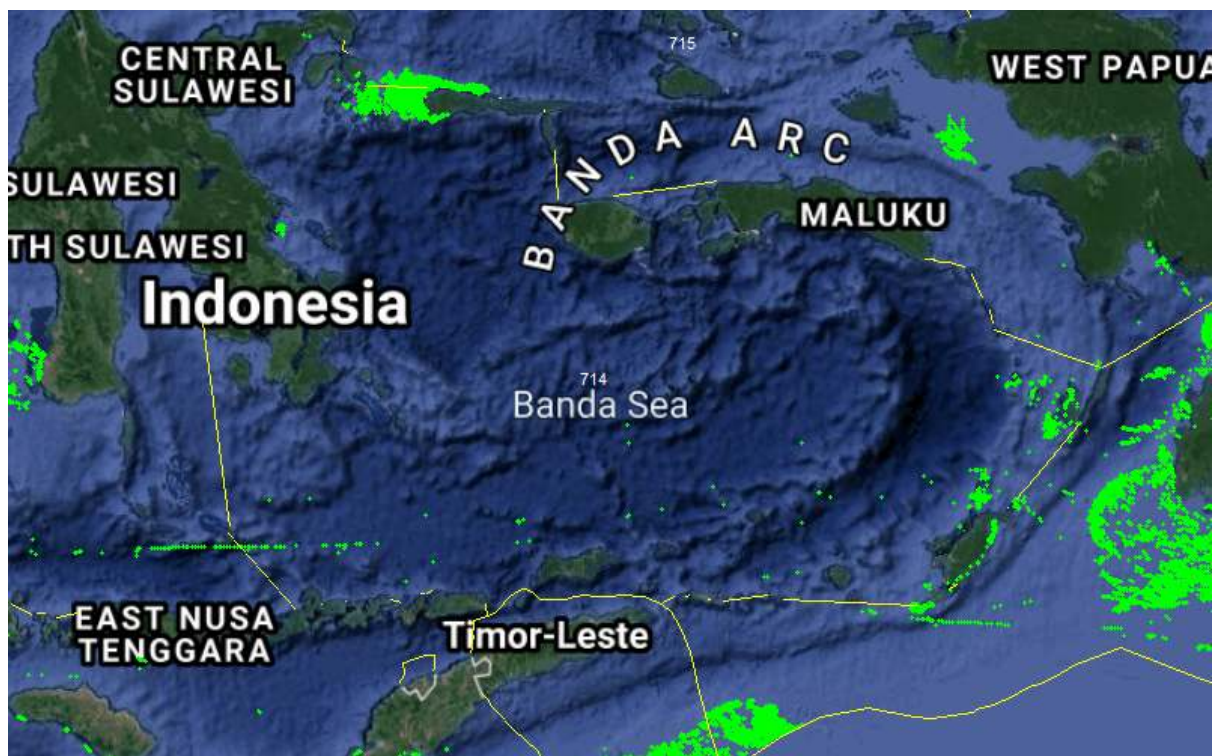 715
CENTRAL
SULAWESI
WEST PAPUA
BANDA ARC
SULAWESI
MALUKU
TH SULAWESI
Indonesia
714
Banda Sea
EAST NUSA
TENGGARA
Timor-Leste